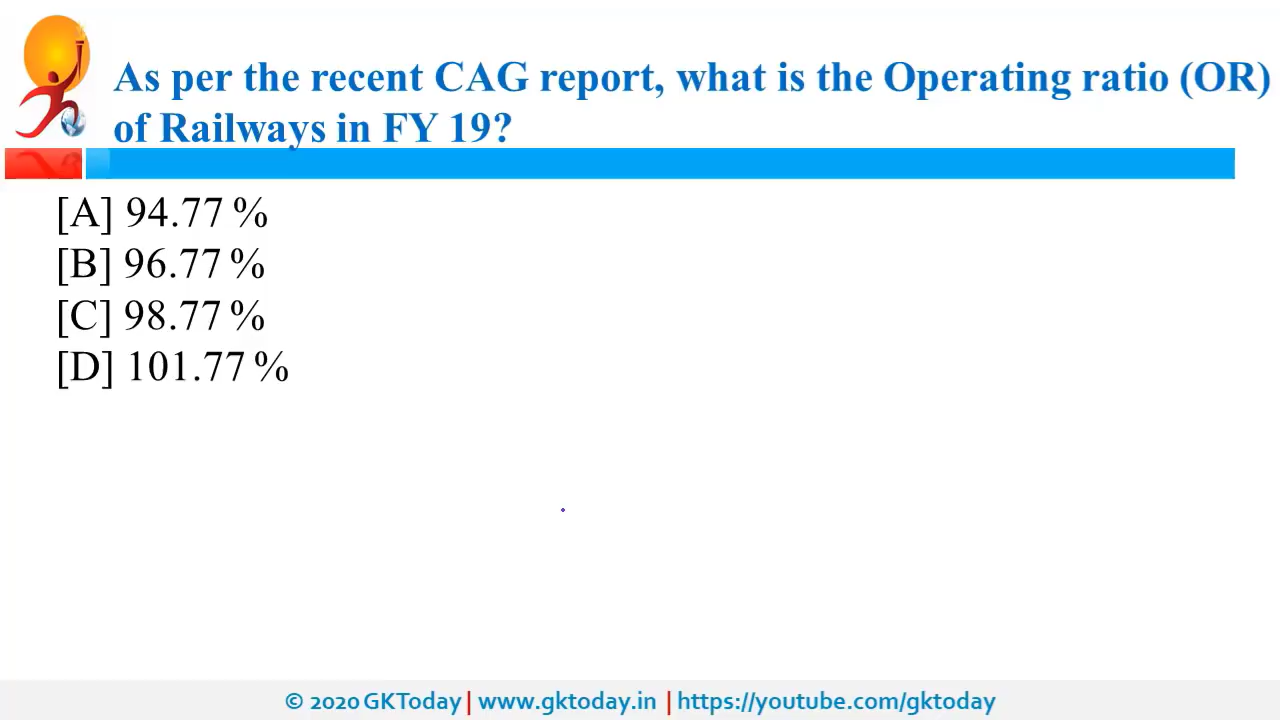 As per the recent CAG report, what is the Operating ratio (OR)
of Railways in FY 19?
[A] 94.77 %
[B] 96.77 %
[C] 98.77 %
[D] 101.77 %
© 2020 GKToday | www.gktoday.in | https://youtube.com/gktoday